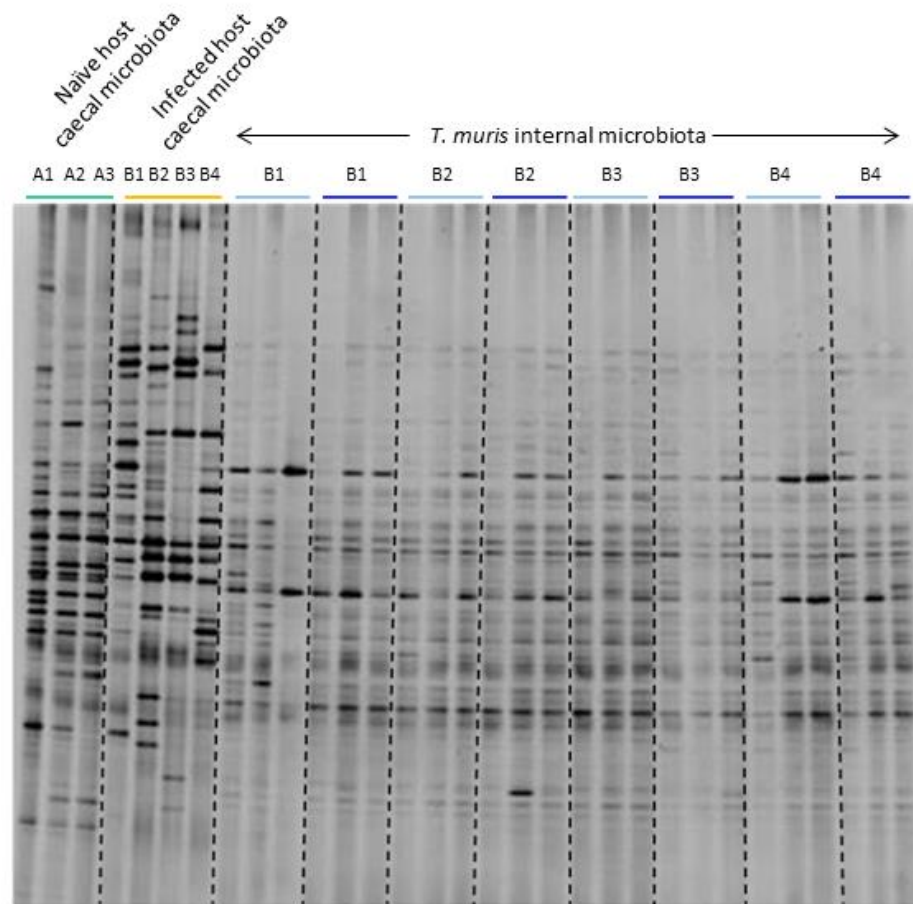 Naïve host
caecal microbiota
Infected host
caecal microbiota
T. muris internal microbiota
A1 A2 A3 B1 B2 B3 B4 B1 B1 B2 B2 B3 B3 B4 B4